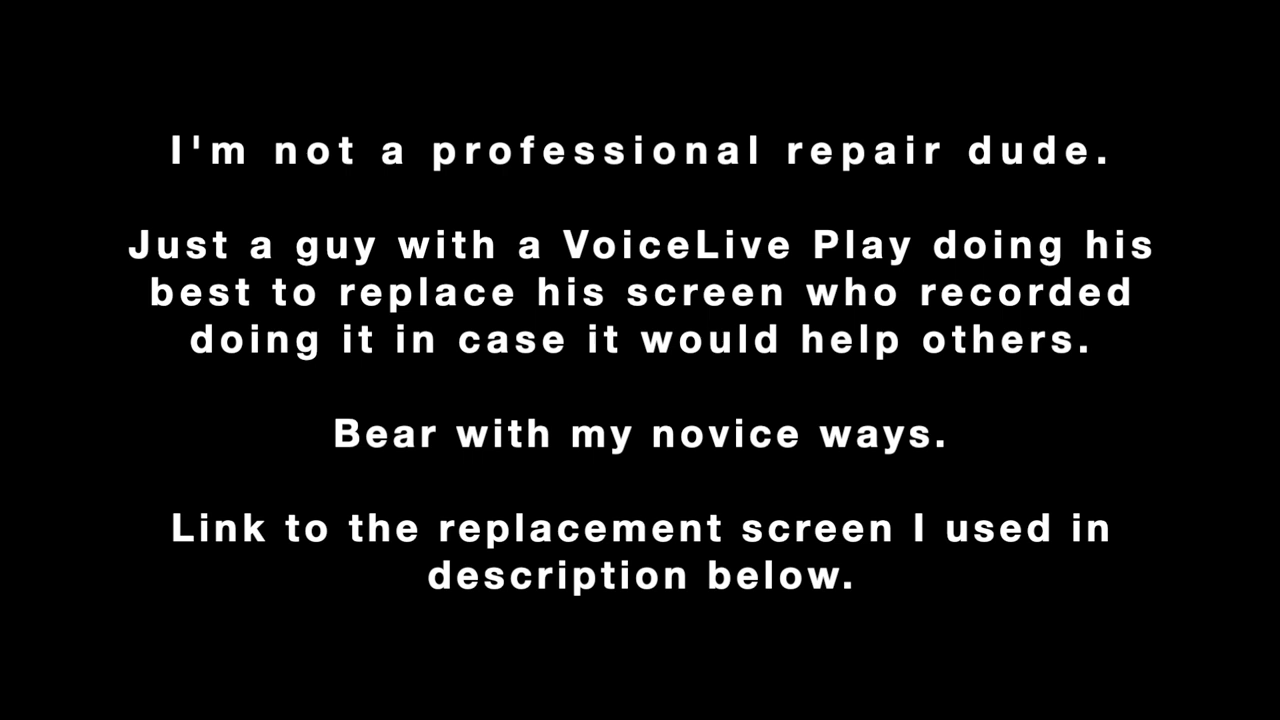 I'm not a professional repair dude.
Just a guy with a VoiceLive Play doing his
best to replace his screen who recorded
doing it in case it would help others.
Bear with my novice ways.
Link to the replacement screen I used in
description below.